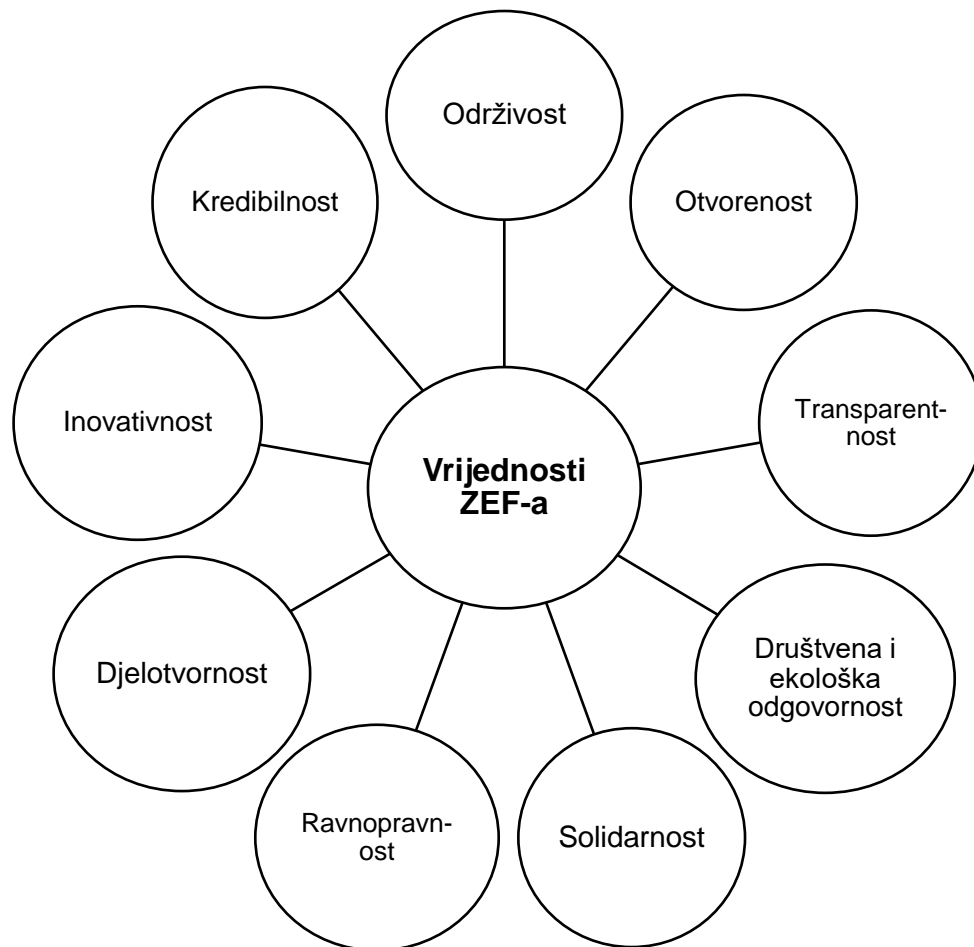 Održivost
Otvorenost
Transparent-
nost
Društvena i
ekološka
odgovornost
Solidarnost
Ravnopravn-
ost
Djelotvornost
Inovativnost
Kredibilnost
Vrijednosti
ZEF-a